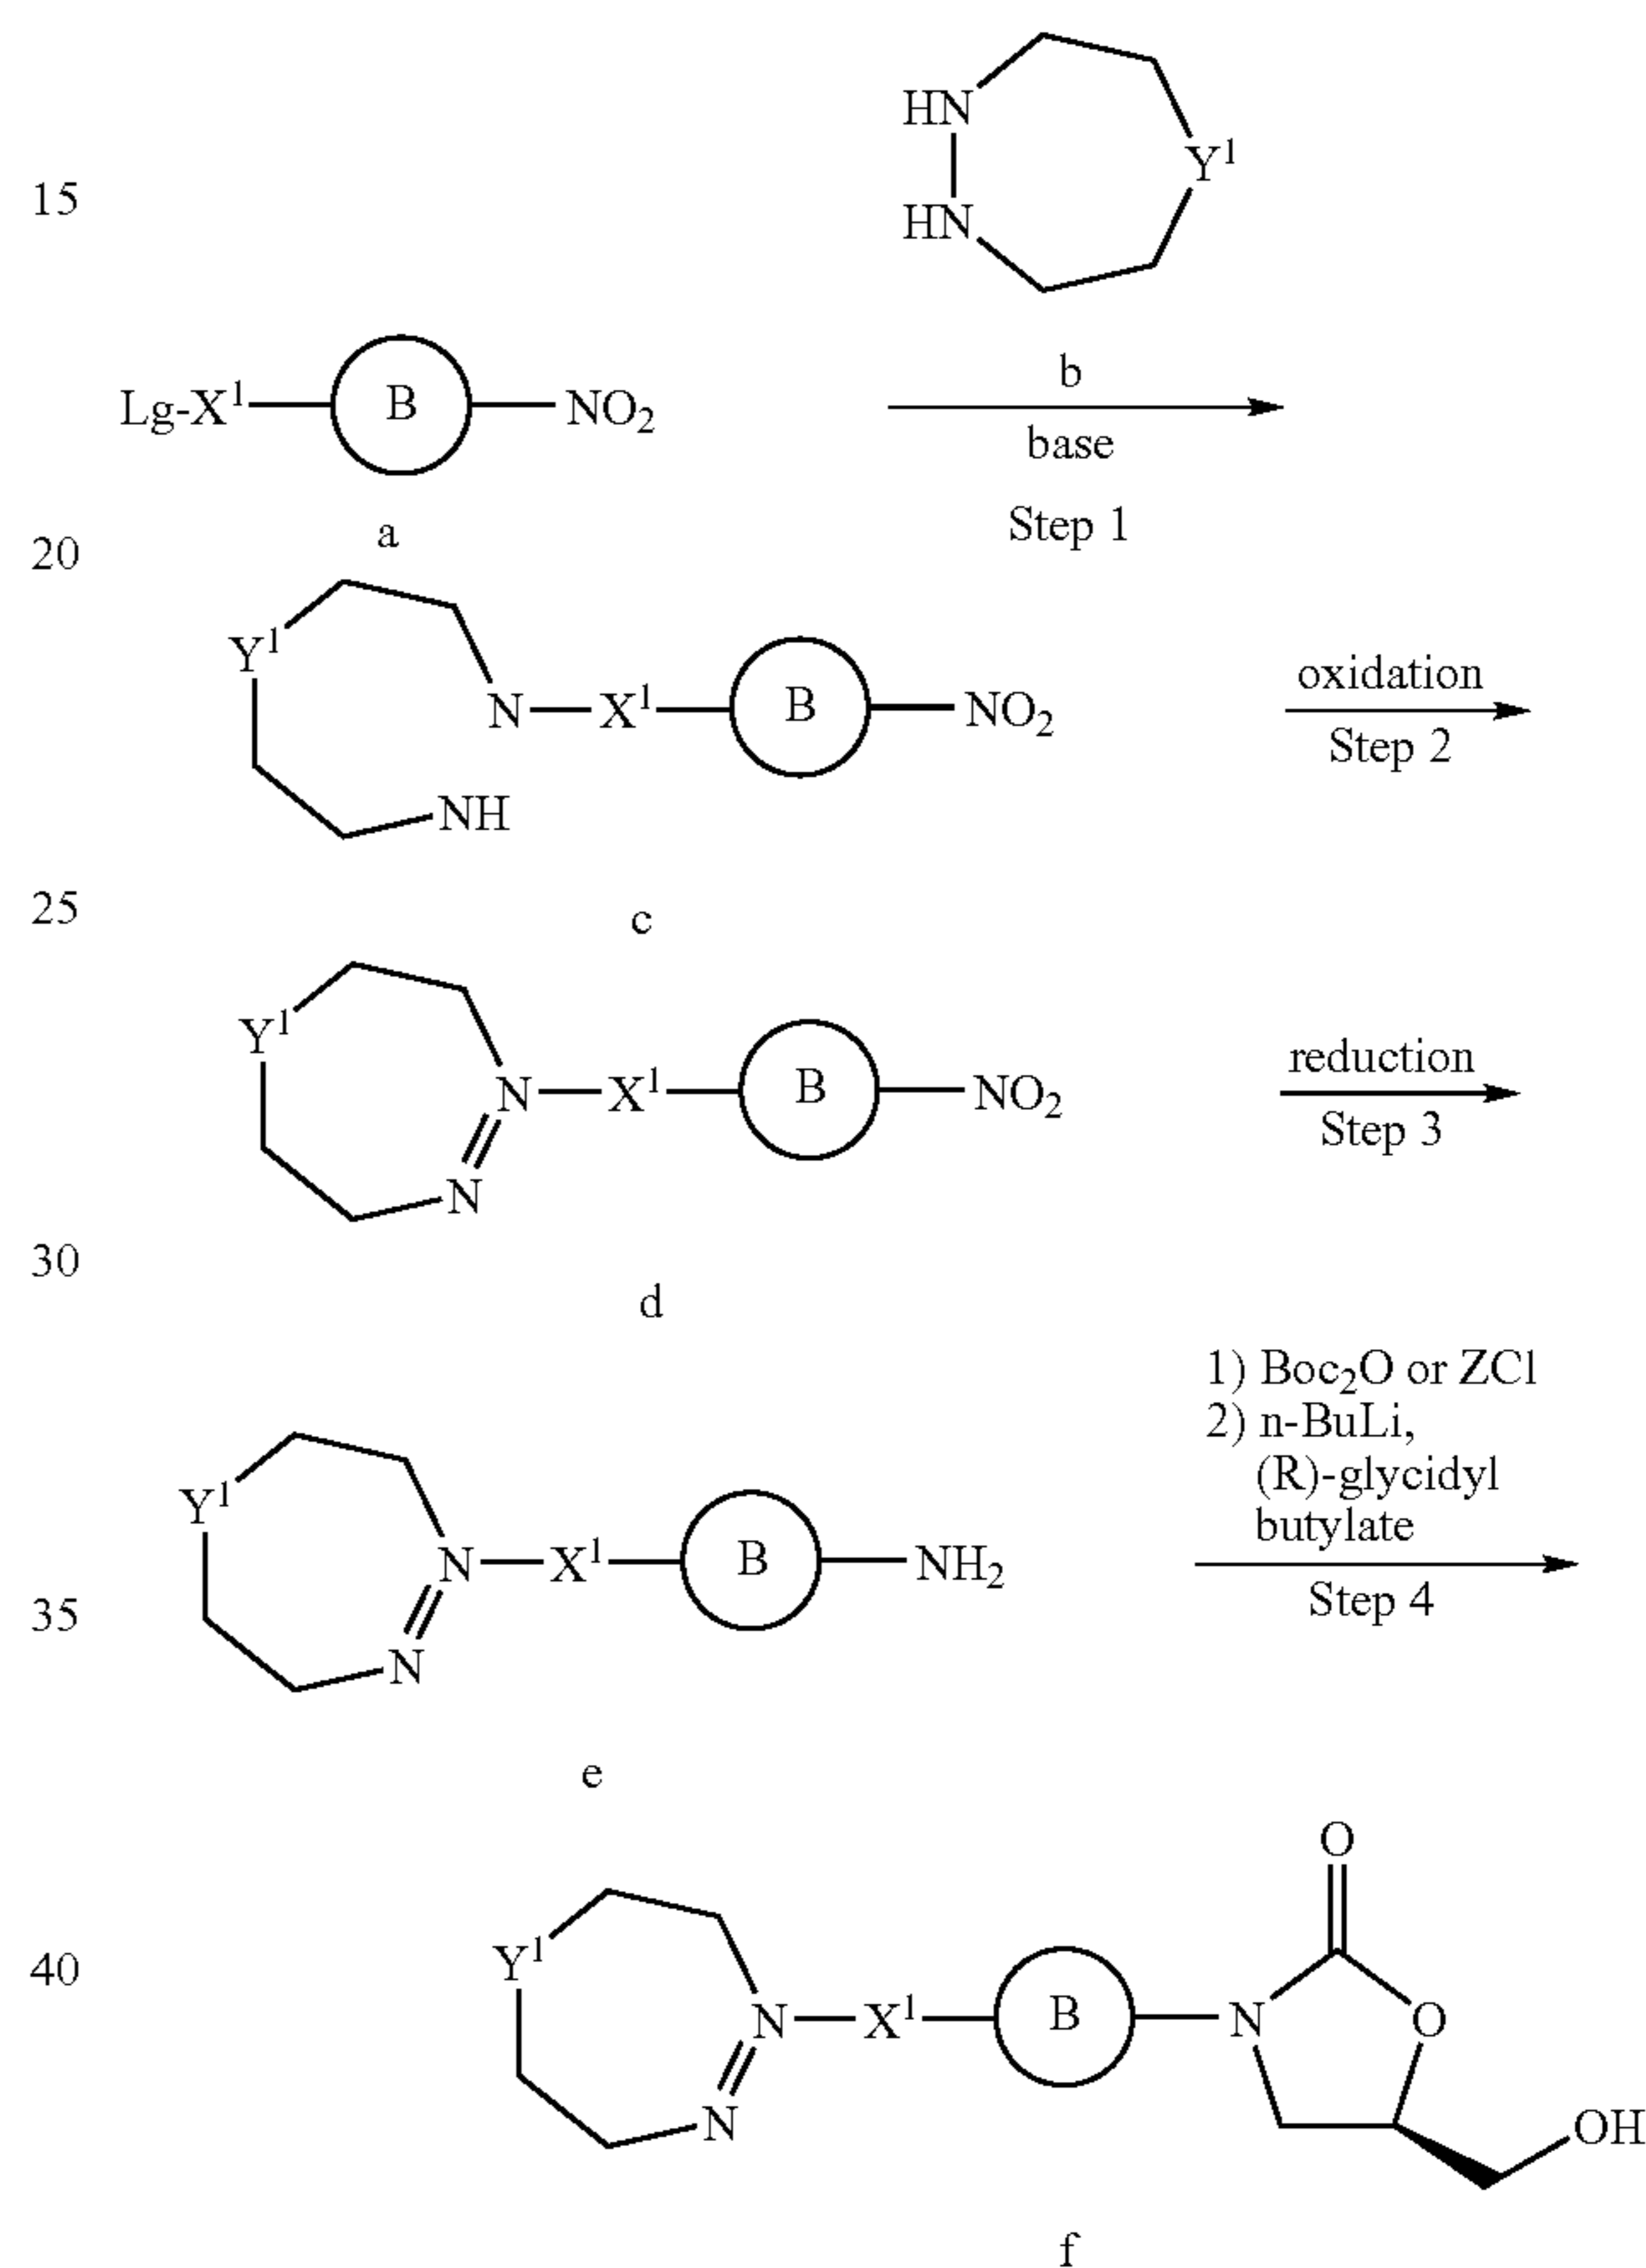 HN
Y¹
15
HN
b
Lg-X¹ B NO₂
base
Step 1
a
20
Y¹
N X¹ B NO₂
oxidation
Step 2
NH
25
c
Y¹
N X¹ B NO₂
reduction
Step 3
N
30
d
1) Boc₂O or ZCl
2) n-BuLi,
(R)-glycidyl
butylate
Step 4
Y¹
N X¹ B NH₂
35
N
e
O
40
Y¹
N X¹ B N O
N
OH
f